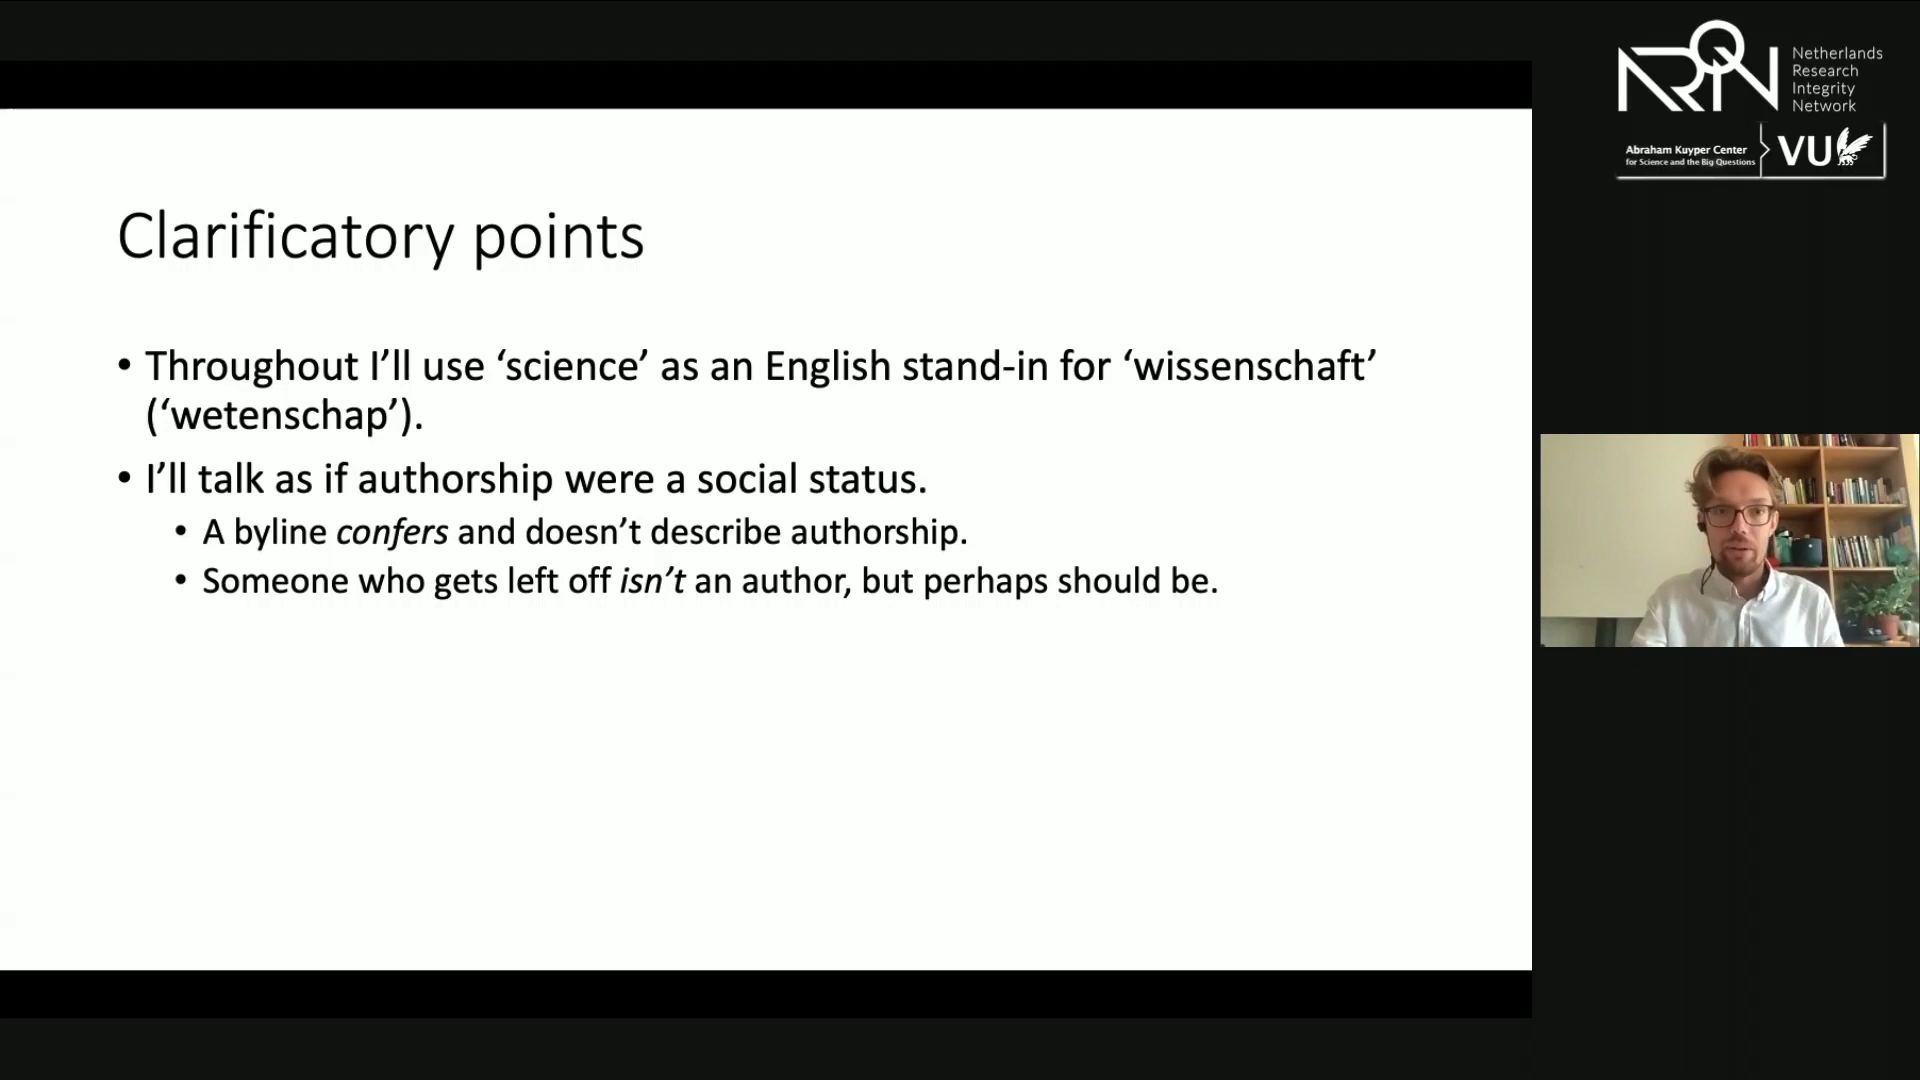 Clarificatory points
• Throughout I’ll use ‘science’ as an English stand-in for ‘wissenschaft’
(‘wetenschap’).
• I’ll talk as if authorship were a social status.
• A byline confers and doesn’t describe authorship.
• Someone who gets left off isn’t an author, but perhaps should be.
NRIN
Netherlands
Research
Integrity
Network
Abraham Kuyper Center
for Science and the Big Questions
VU